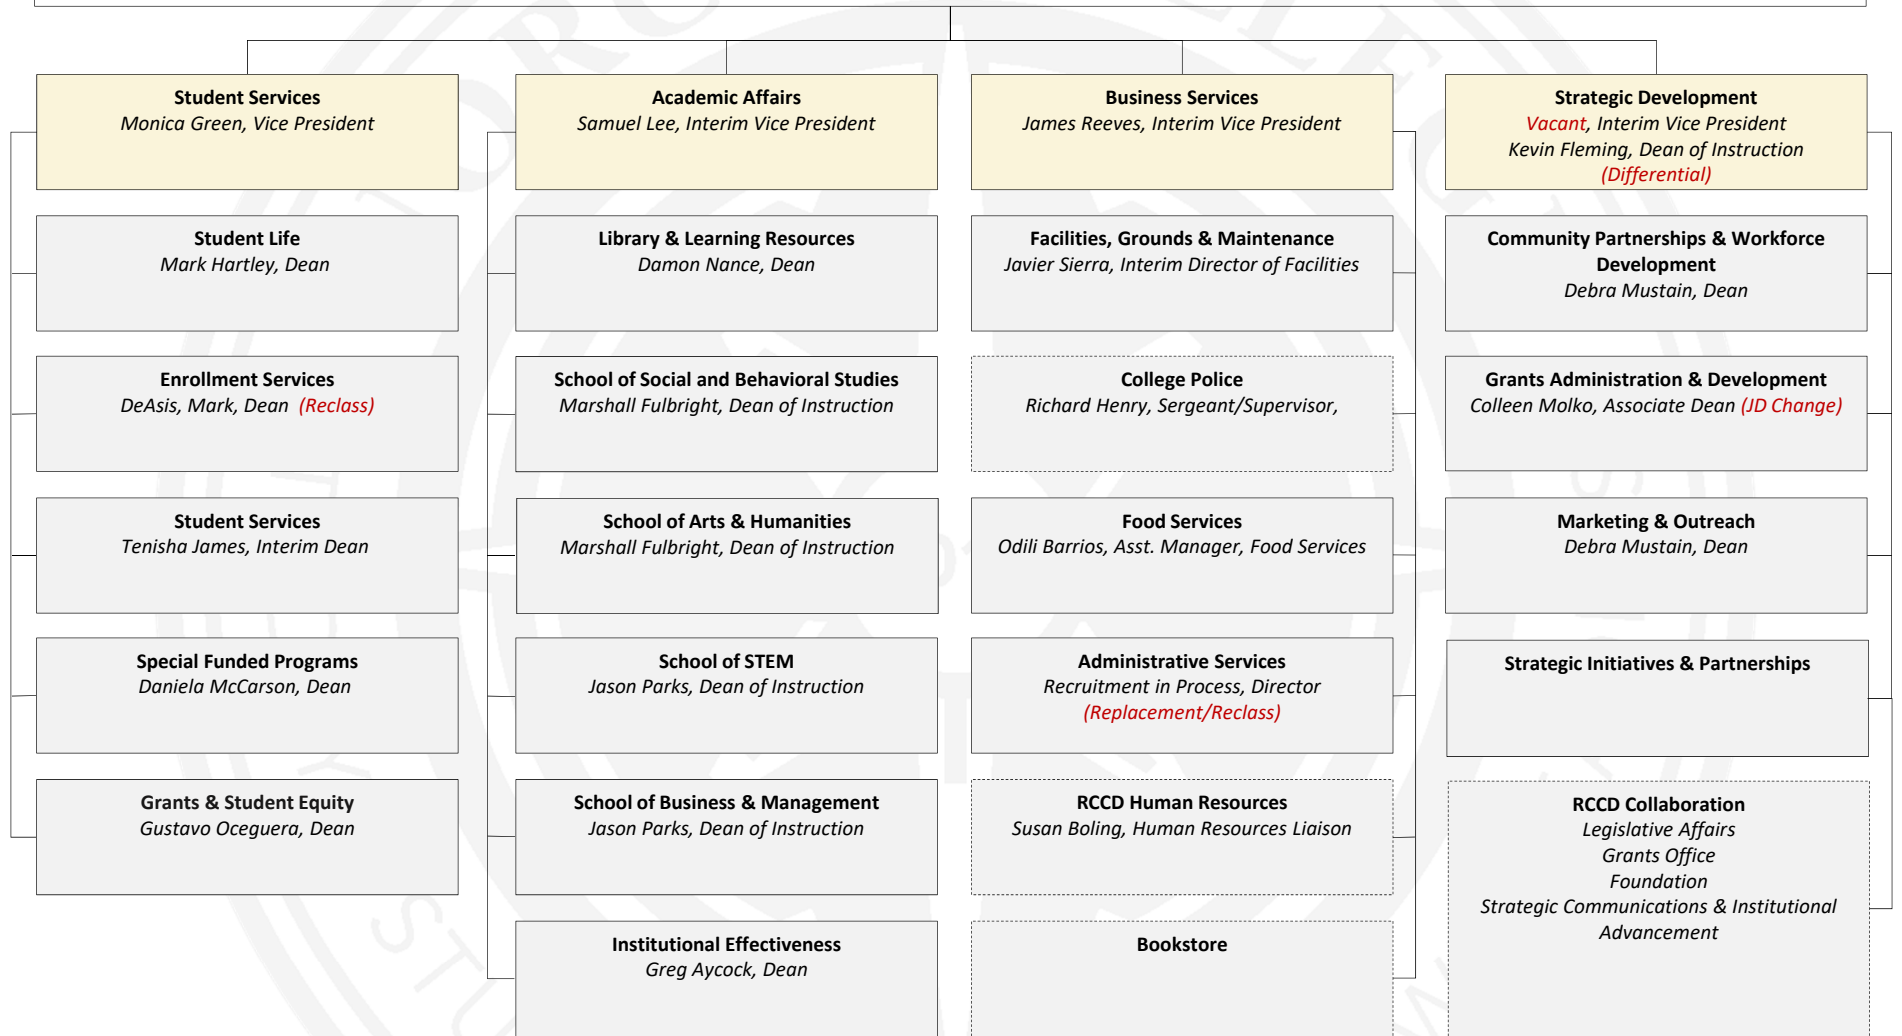 Student Services
Monica Green, Vice President
Student Life
Mark Hartley, Dean
Enrollment Services
DeAsis, Mark, Dean (Reclass)
Student Services
Tenisha James, Interim Dean
Special Funded Programs
Daniela McCarson, Dean
Grants & Student Equity
Gustavo Oceguera, Dean
Academic Affairs
Samuel Lee, Interim Vice President
Library & Learning Resources
Damon Nance, Dean
School of Social and Behavioral Studies
Marshall Fulbright, Dean of Instruction
School of Arts & Humanities
Marshall Fulbright, Dean of Instruction
School of STEM
Jason Parks, Dean of Instruction
School of Business & Management
Jason Parks, Dean of Instruction
Institutional Effectiveness
Greg Aycock, Dean
Business Services
James Reeves, Interim Vice President
Facilities, Grounds & Maintenance
Javier Sierra, Interim Director of Facilities
College Police
Richard Henry, Sergeant/Supervisor,
Food Services
Odili Barrios, Asst. Manager, Food Services
Administrative Services
Recruitment in Process, Director
(Replacement/Reclass)
RCCD Human Resources
Susan Boling, Human Resources Liaison
Bookstore
Strategic Development
Vacant, Interim Vice President
Kevin Fleming, Dean of Instruction
(Differential)
Community Partnerships & Workforce
Development
Debra Mustain, Dean
Grants Administration & Development
Colleen Molko, Associate Dean (JD Change)
Marketing & Outreach
Debra Mustain, Dean
Strategic Initiatives & Partnerships
RCCD Collaboration
Legislative Affairs
Grants Office
Foundation
Strategic Communications & Institutional
Advancement